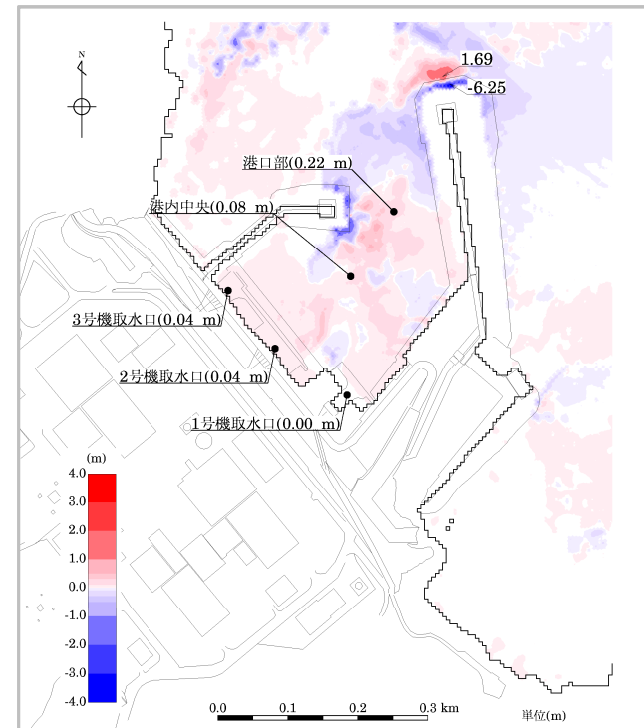 N
1.69
-6.25
港口部(0.22 m)
港内中央(0.08 m)
3号機取水口(0.04 m)
2号機取水口(0.04 m)
1号機取水口(0.00 m)
(m)
4.0
3.0
2.0
1.0
0.0
-1.0
-2.0
-3.0
-4.0
0.0 0.1 0.2 0.3 km
単位(m)